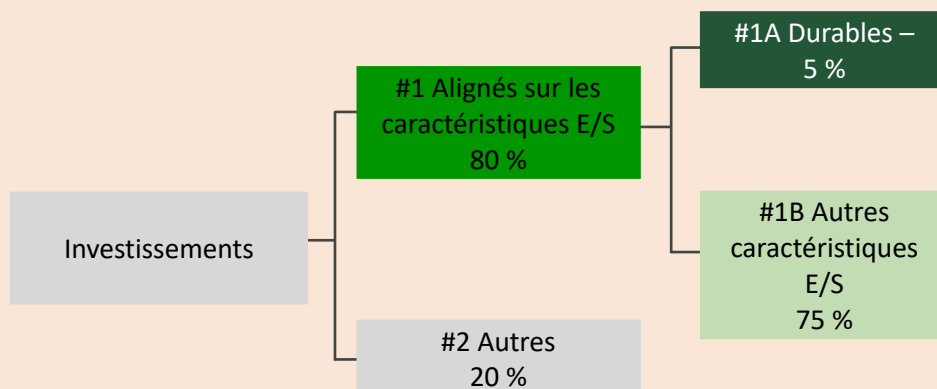 #1A Durables –
5 %
#1 Alignés sur les
caractéristiques E/S
80 %
Investissements
#1B Autres
caractéristiques
E/S
75 %
#2 Autres
20 %